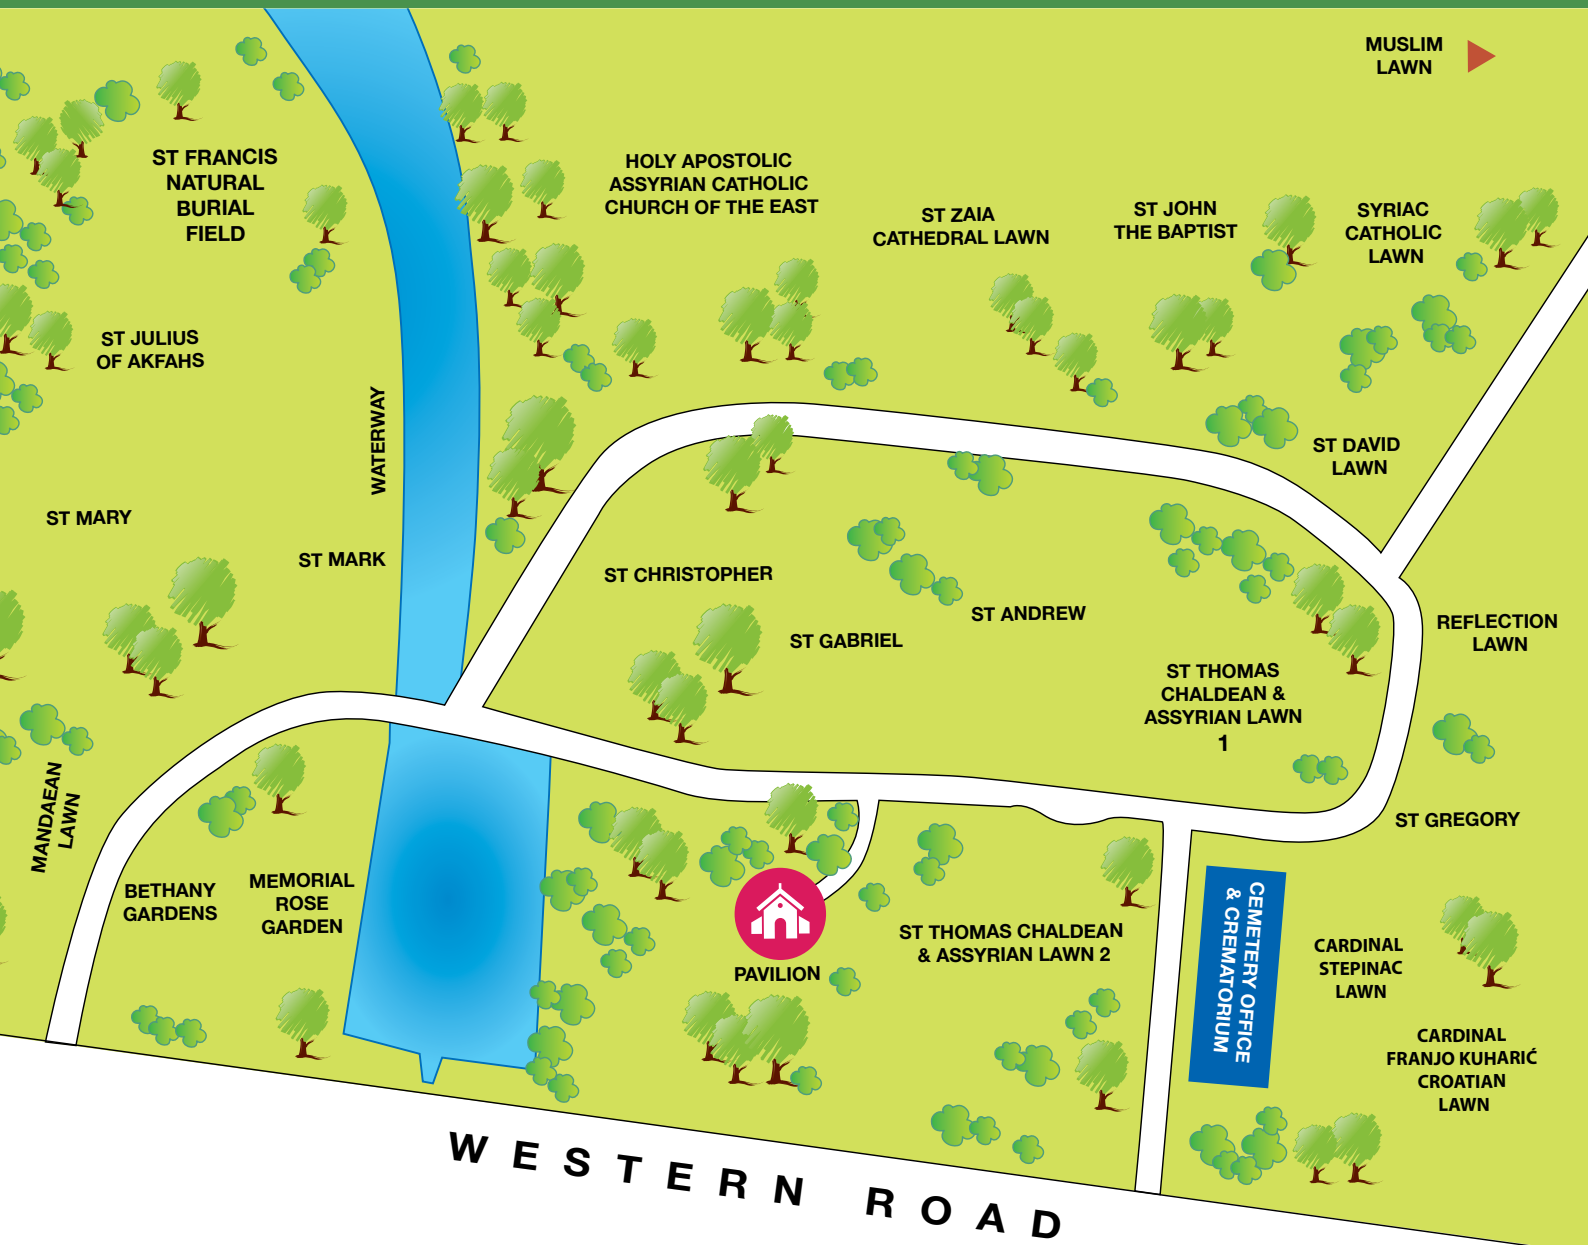 MUSLIM
LAWN
ST FRANCIS
NATURAL
BURIAL
FIELD
HOLY APOSTOLIC
ASSYRIAN CATHOLIC
CHURCH OF THE EAST
ST ZAIA
CATHEDRAL LAWN
ST JOHN
THE BAPTIST
SYRIAC
CATHOLIC
LAWN
ST JULIUS
OF AKFAHS
WATERWAY
ST DAVID
LAWN
ST MARY
ST MARK
ST CHRISTOPHER
ST ANDREW
ST GABRIEL
REFLECTION
LAWN
ST THOMAS
CHALDEAN &
ASSYRIAN LAWN
1
MANDAEAN
LAWN
ST GREGORY
BETHANY
GARDENS
MEMORIAL
ROSE
GARDEN
PAVILION
ST THOMAS CHALDEAN
& ASSYRIAN LAWN 2
CEMETERY OFFICE
& CREMATORIUM
CARDINAL
STEPINAC
LAWN
CARDINAL
FRANJO KUHARIĆ
CROATIAN
LAWN
WESTERN ROAD